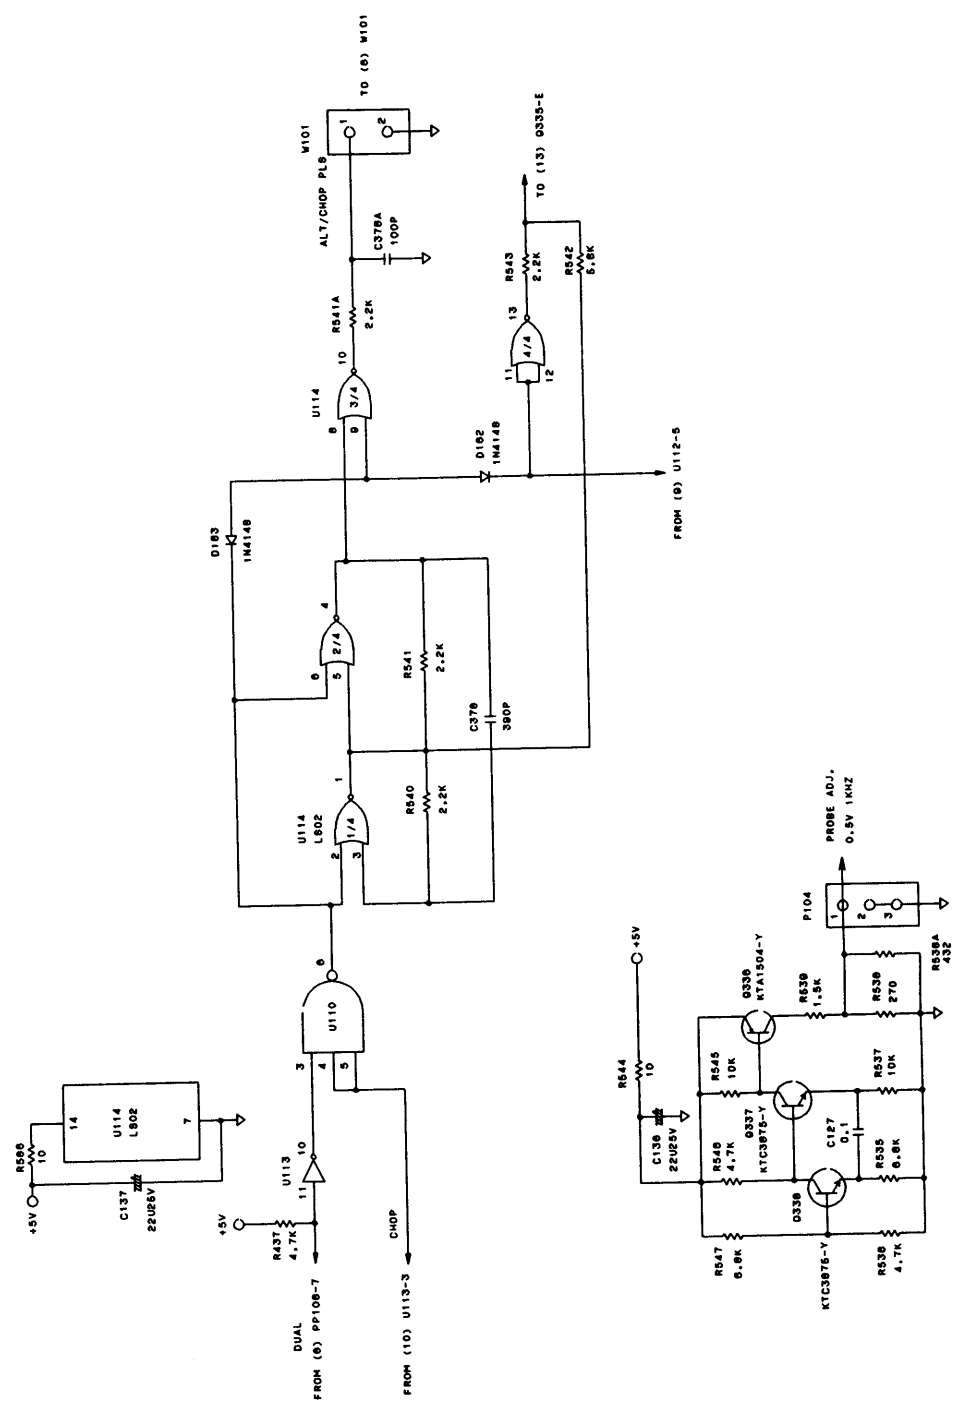 W101
TO (6) W101
1
2
ALT/CHOP PLS
C378A
100P
R541A
2.2K
10
U114
3/4
8
9
TO (13) Q335-E
R543
2.2K
R542
5.6K
13
4/4
11
12
D162
1N4148
FROM (9) U112-5
D163
1N4148
4
2/4
6
5
R541
2.2K
C378
390P
1
U114
LS02
1/4
2
3
R540
2.2K
6
U110
3
4
5
R586
10
14
U114
LS02
7
+5V
C137
22U25V
10
U113
11
+5V
R437
4.7K
CHOP
DUAL
FROM (6) PP106-7
FROM (10) U113-3
PROBE ADJ.
0.5V 1KHZ
P104
1
2
3
+5V
R538A
432
Q336
KTA1504-Y
R539
1.5K
R538
270
R544
10
R545
10K
R537
10K
C136
22U25V
Q337
KTC3875-Y
C127
0.1
R546
4.7K
R535
6.8K
Q338
KTC3875-Y
R547
6.8K
R536
4.7K